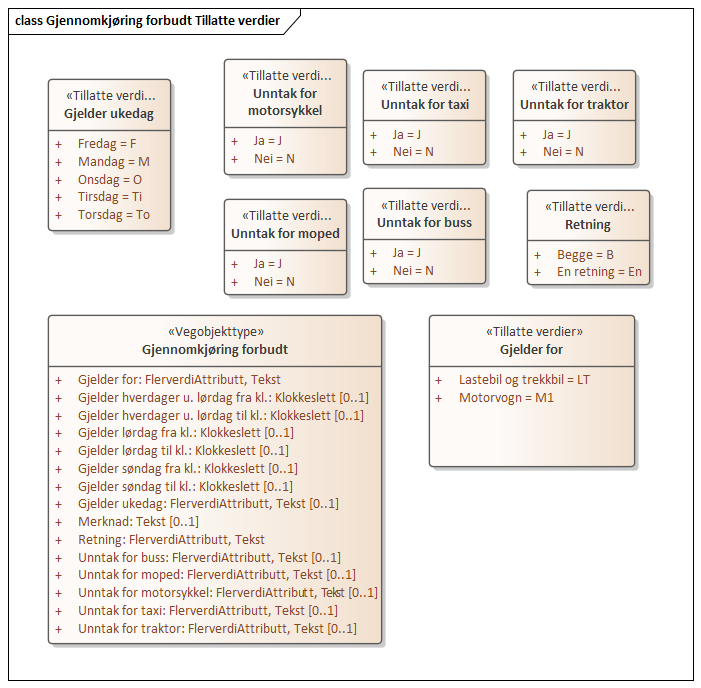 class Gjennomkjøring forbudt Tillatte verdier
«Tillatte verdi...
Gjelder ukedag
+ Fredag = F
+ Mandag = M
+ Onsdag = O
+ Tirsdag = Ti
+ Torsdag = To
«Tillatte verdi...
Unntak for
motorsykkel
+ Ja = J
+ Nei = N
«Tillatte verdi...
Unntak for taxi
+ Ja = J
+ Nei = N
«Tillatte verdi...
Unntak for traktor
+ Ja = J
+ Nei = N
«Tillatte verdi...
Unntak for moped
+ Ja = J
+ Nei = N
«Tillatte verdi...
Unntak for buss
+ Ja = J
+ Nei = N
«Tillatte verdi...
Retning
+ Begge = B
+ En retning = En
«Vegobjekttype»
Gjennomkjøring forbudt
+ Gjelder for: FlerverdiAttributt, Tekst
+ Gjelder hverdager u. lørdag fra kl.: Klokkeslett [0..1]
+ Gjelder hverdager u. lørdag til kl.: Klokkeslett [0..1]
+ Gjelder lørdag fra kl.: Klokkeslett [0..1]
+ Gjelder lørdag til kl.: Klokkeslett [0..1]
+ Gjelder søndag fra kl.: Klokkeslett [0..1]
+ Gjelder søndag til kl.: Klokkeslett [0..1]
+ Gjelder ukedag: FlerverdiAttributt, Tekst [0..1]
+ Merknad: Tekst [0..1]
+ Retning: FlerverdiAttributt, Tekst
+ Unntak for buss: FlerverdiAttributt, Tekst [0..1]
+ Unntak for moped: FlerverdiAttributt, Tekst [0..1]
+ Unntak for motorsykkel: FlerverdiAttributt, Tekst [0..1]
+ Unntak for taxi: FlerverdiAttributt, Tekst [0..1]
+ Unntak for traktor: FlerverdiAttributt, Tekst [0..1]
«Tillatte verdier»
Gjelder for
+ Lastebil og trekkbil = LT
+ Motorvogn = M1